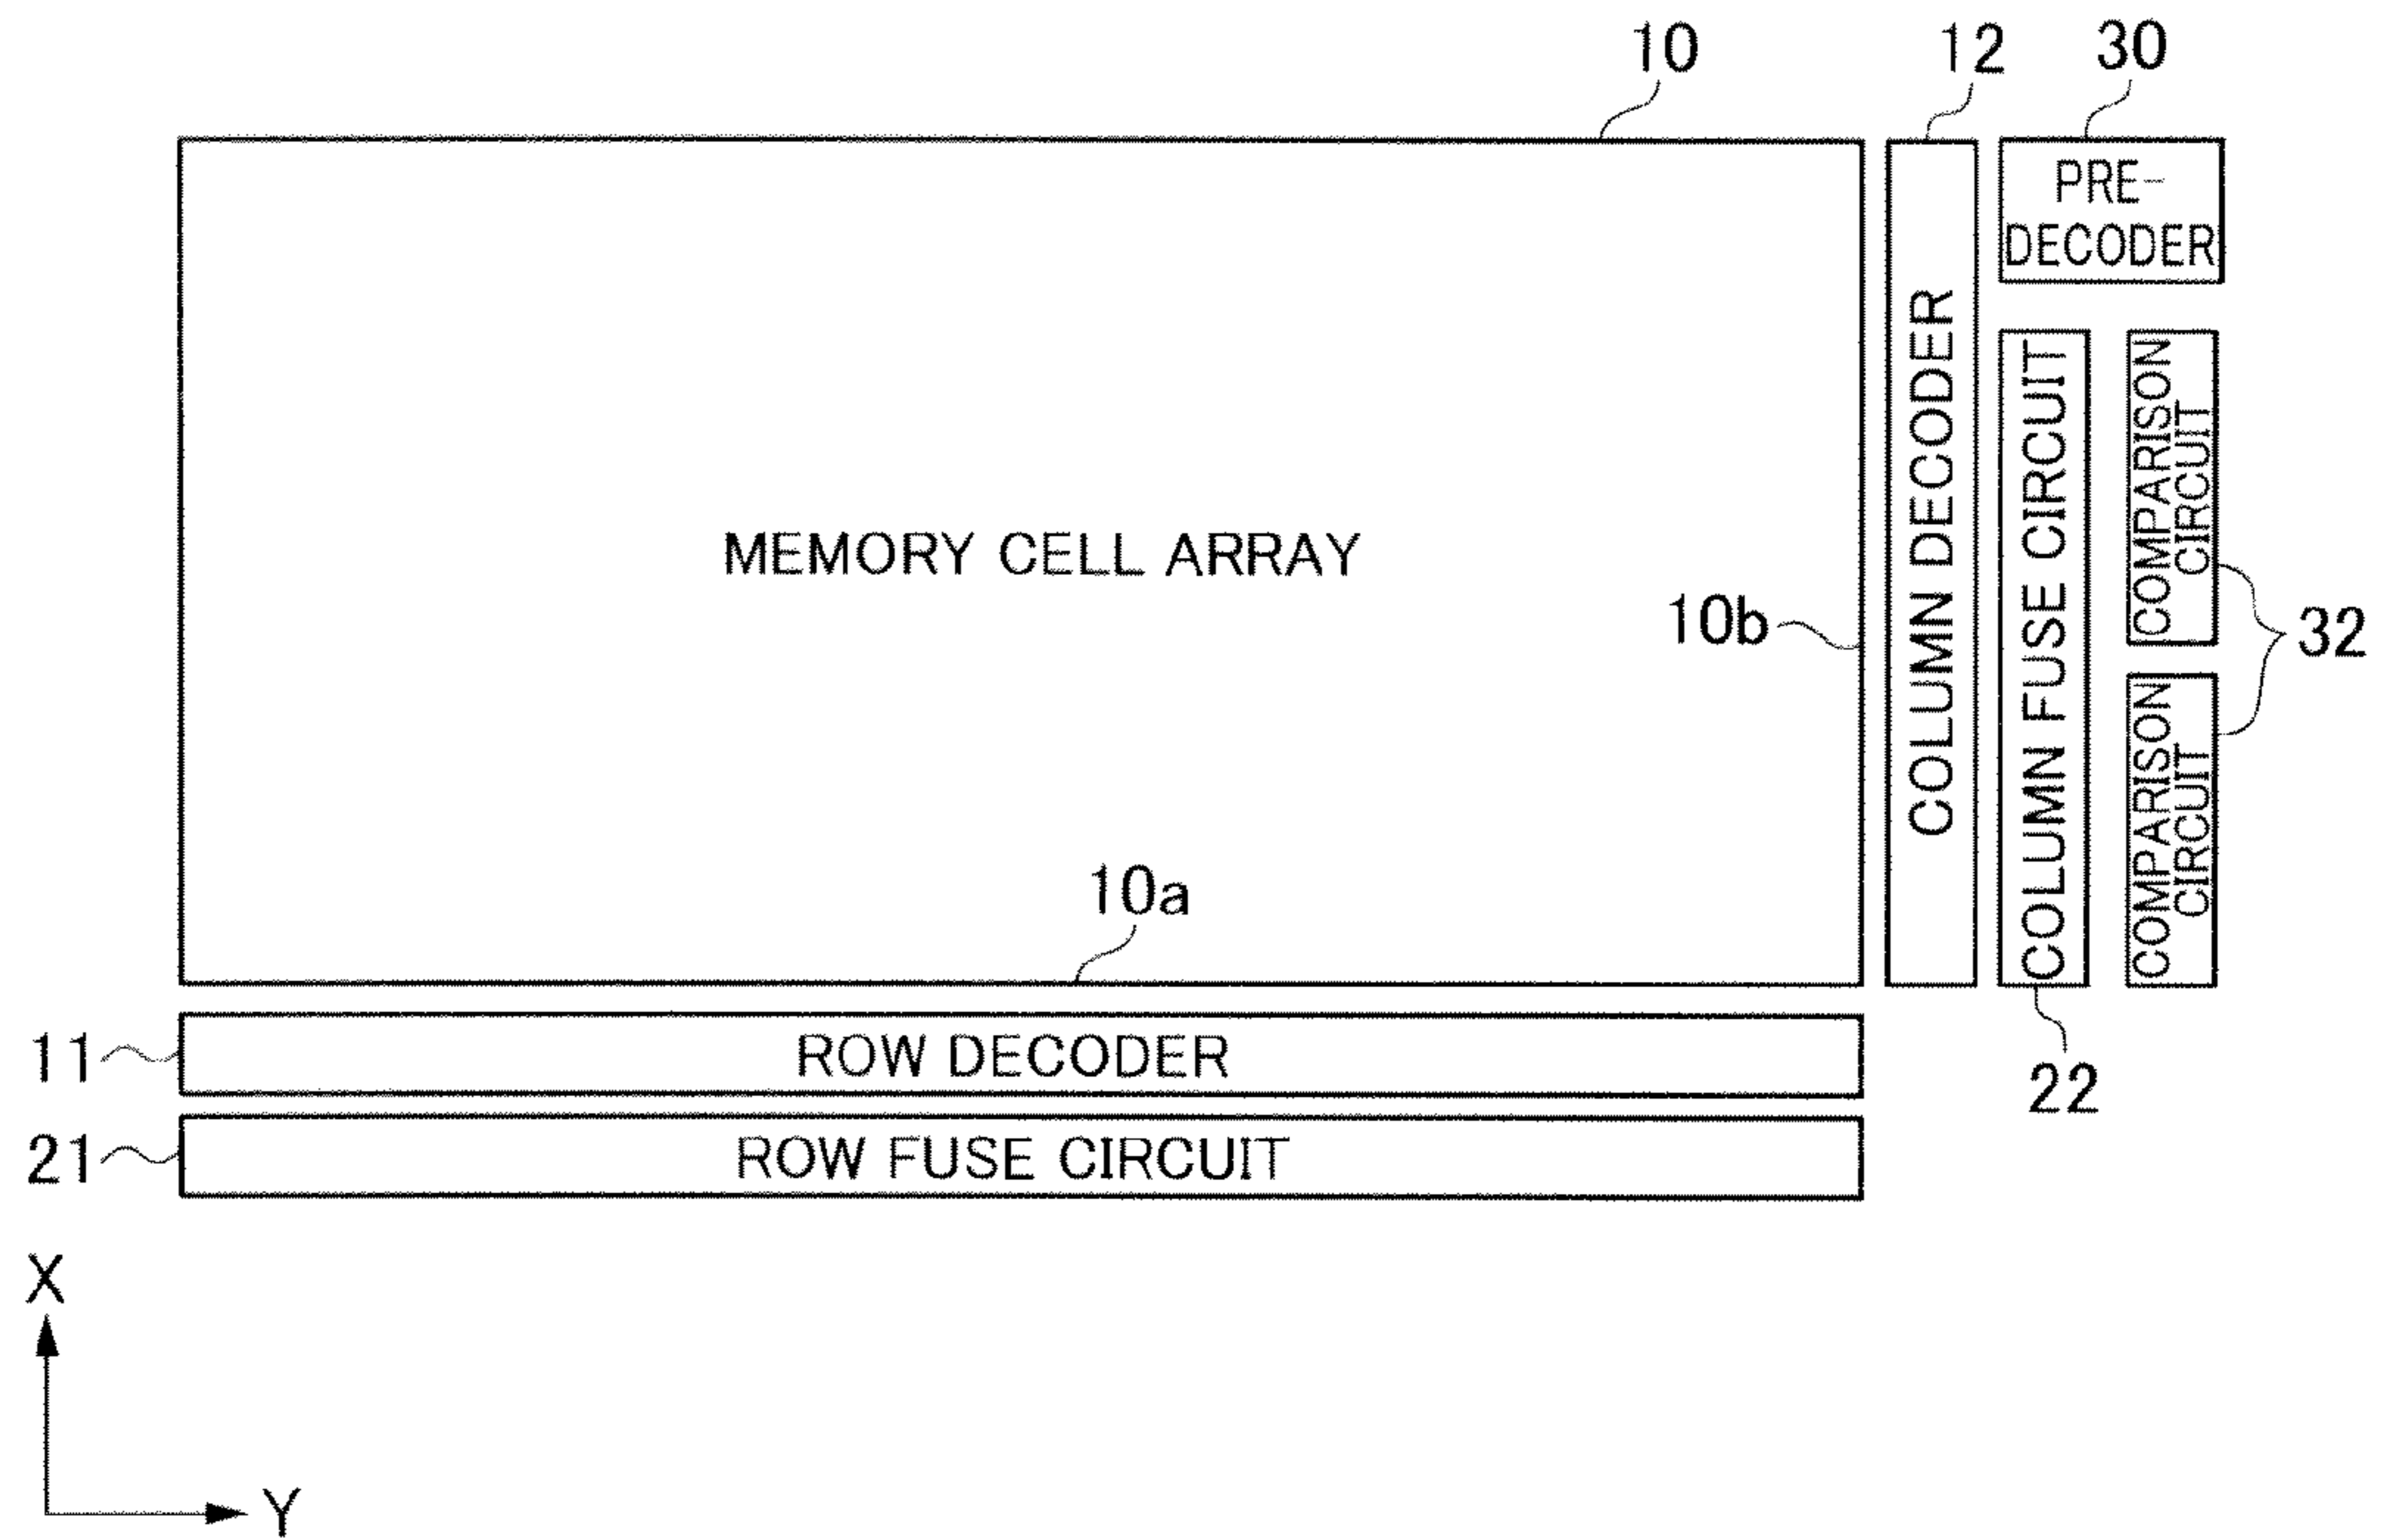 10
12
30
PRE-
DECODER
MEMORY CELL ARRAY
10b
COLUMN DECODER
COLUMN FUSE CIRCUIT
COMPARISON
CIRCUIT
32
COMPARISON
CIRCUIT
10a
22
11
ROW DECODER
21
ROW FUSE CIRCUIT
X
Y